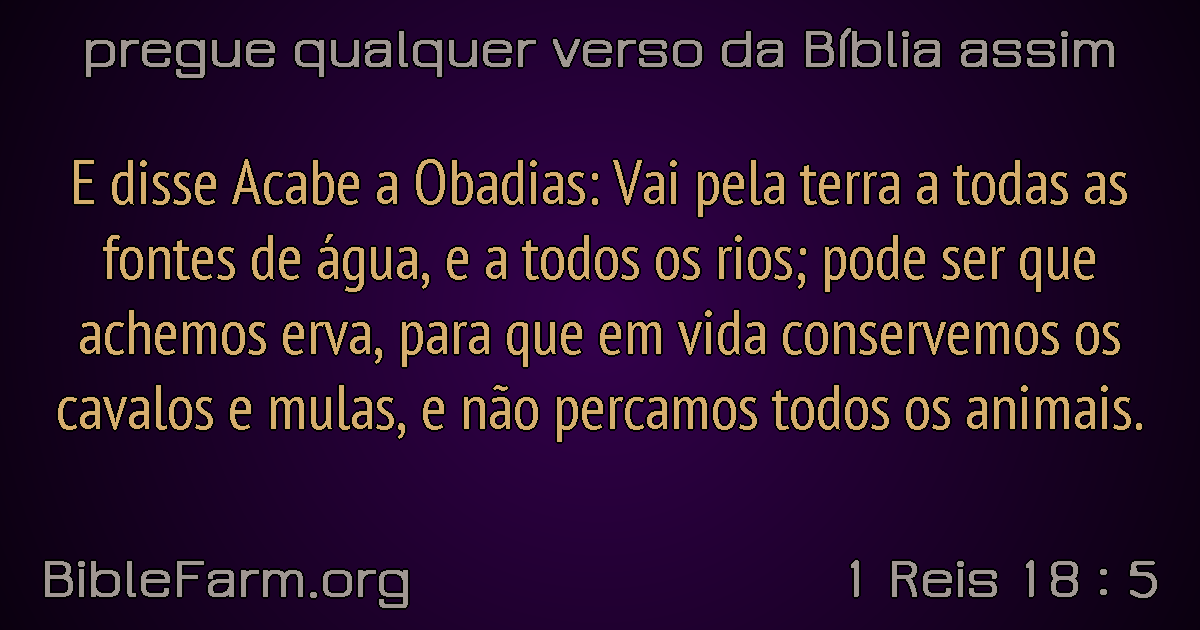 pregue qualquer verso da Bíblia assim
E disse Acabe a Obadias: Vai pela terra a todas as
fontes de água, e a todos os rios; pode ser que
achemos erva, para que em vida conservemos os
cavalos e mulas, e não percamos todos os animais.
BibleFarm.org
1 Reis 18 : 5